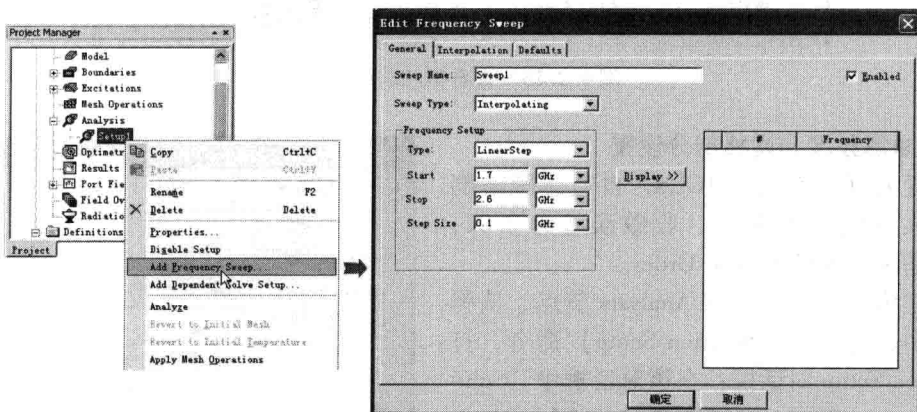 Project Manager
Model
Boundaries
Excitations
Mesh Operations
Analysis
Setup1
Optimetr
Results
Port Fie
Field Ov
Radiatio
Definitions
Project
Copy Ctrl+C
Paste Ctrl+V
Rename F2
Delete Delete
Properties...
Disable Setup
Add Frequency Sweep...
Add Dependent Solve Setup...
Analyze
Revert to Initial Mesh
Revert to Initial Temperature
Apply Mesh Operations
Edit Frequency Sweep
General Interpolation Defaults
Sweep Name: Sweep1 Enabled
Sweep Type: Interpolating
Frequency Setup
Type: LinearStep
Start 1.7 GHz
Stop 2.6 GHz
Step Size 0.1 GHz
Display >>
# Frequency
确定 取消